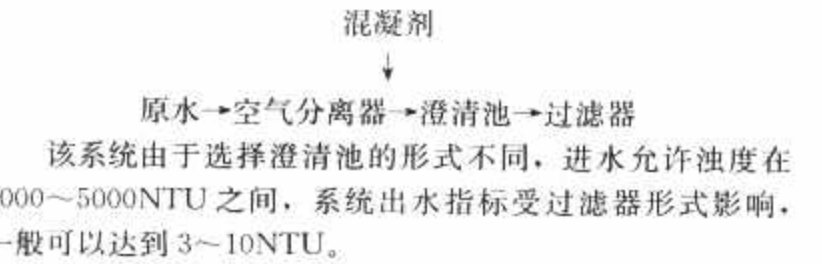 混凝剂
↓
原水→空气分离器→澄清池→过滤器
该系统由于选择澄清池的形式不同，进水允许浊度在
000～5000NTU之间，系统出水指标受过滤器形式影响，
一般可以达到3～10NTU。